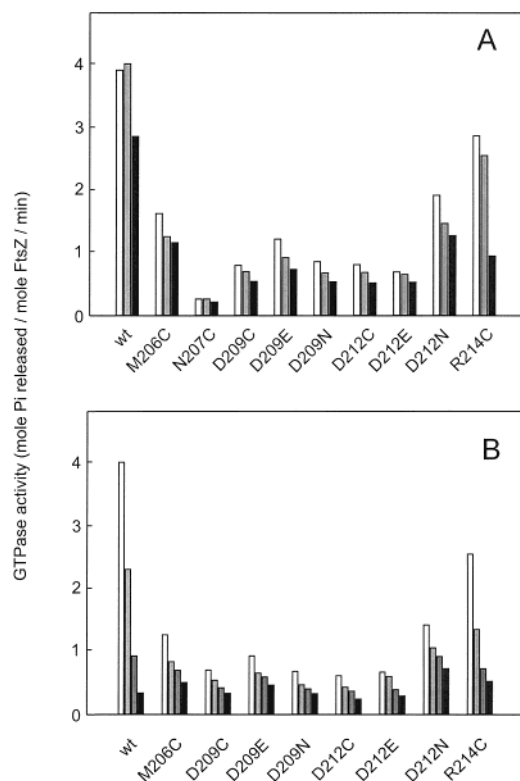 A
4
3
2
1
0
wt
M206C
N207C
D209C
D209E
D209N
D212C
D212E
D212N
R214C
GTPase activity (mole Pi released / mole FtsZ / min)
B
4
3
2
1
0
wt
M206C
D209C
D209E
D209N
D212C
D212E
D212N
R214C